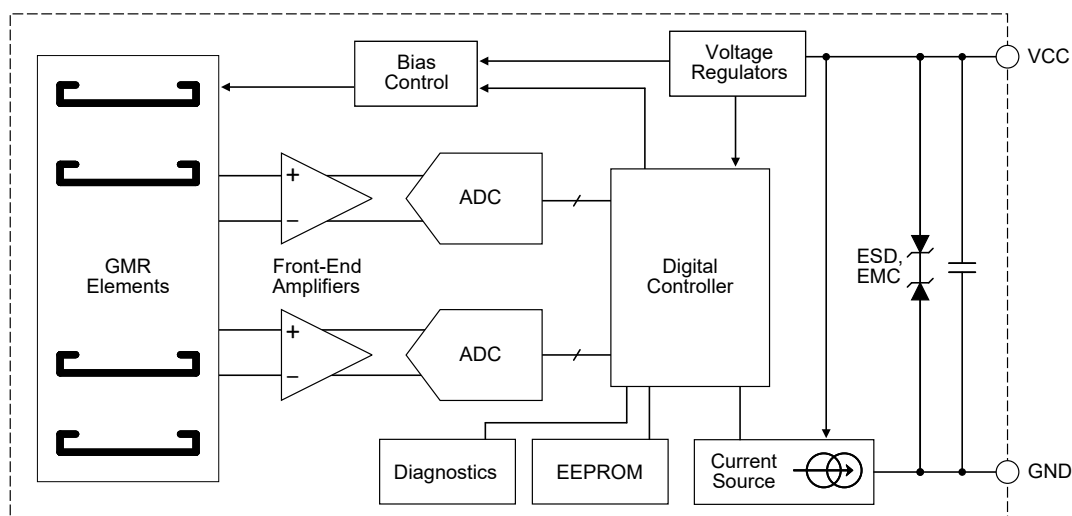 Bias
Control
Voltage
Regulators
VCC
+
−
ADC
GMR
Elements
Front-End
Amplifiers
Digital
Controller
ESD,
EMC
+
−
ADC
Diagnostics
EEPROM
Current
Source
GND